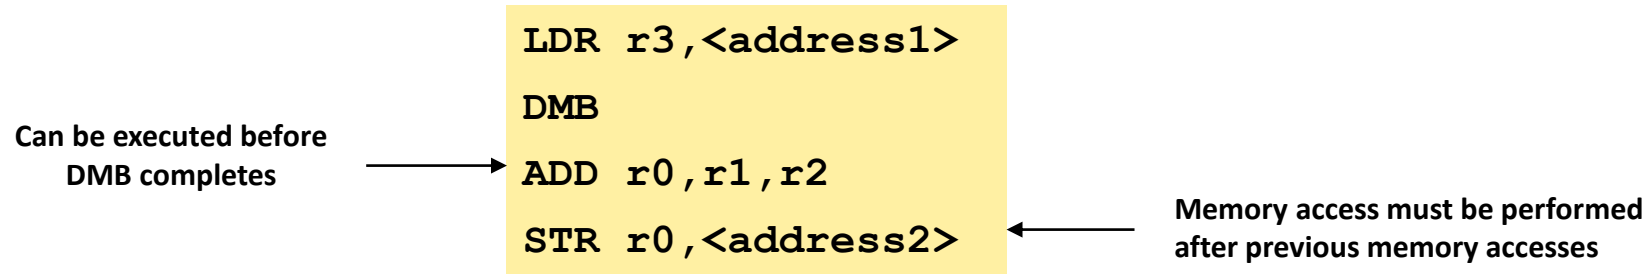 LDR r3,<address1>
DMB
Can be executed before
DMB completes
ADD r0,r1,r2
STR r0,<address2>
Memory access must be performed
after previous memory accesses